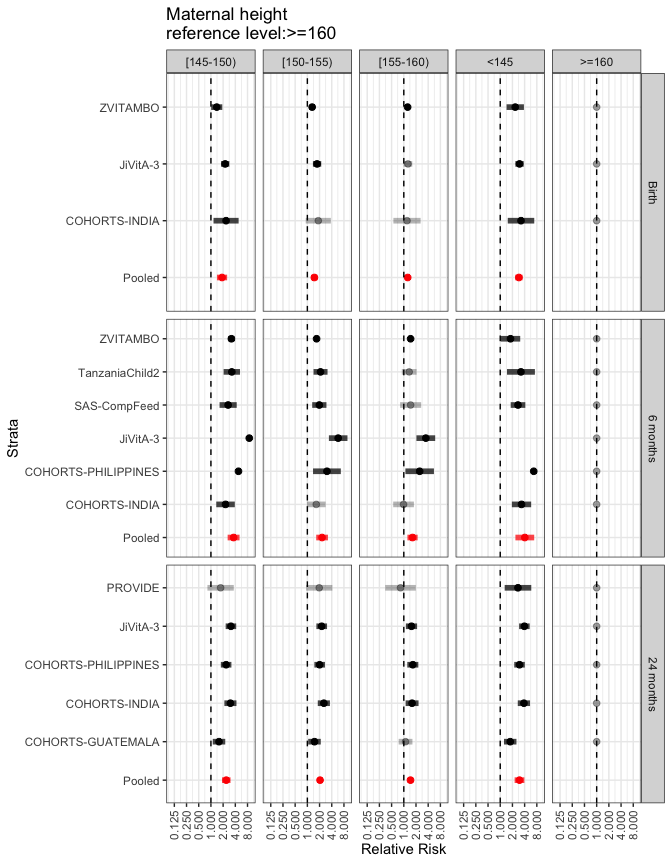 Maternal height
reference level:>=160
[145-150) [150-155) [155-160) <145 >=160
ZVITAMBO
JiVitA-3
COHORTS-INDIA
Pooled
Birth
ZVITAMBO
TanzaniaChild2
SAS-CompFeed
JiVitA-3
COHORTS-PHILIPPINES
COHORTS-INDIA
Pooled
6 months
PROVIDE
JiVitA-3
COHORTS-PHILIPPINES
COHORTS-INDIA
COHORTS-GUATEMALA
Pooled
24 months
Strata
0.125 0.250 0.500 1.000 2.000 4.000 8.000 0.125 0.250 0.500 1.000 2.000 4.000 8.000 0.125 0.250 0.500 1.000 2.000 4.000 8.000 0.125 0.250 0.500 1.000 2.000 4.000 8.000 0.125 0.250 0.500 1.000 2.000 4.000 8.000
Relative Risk